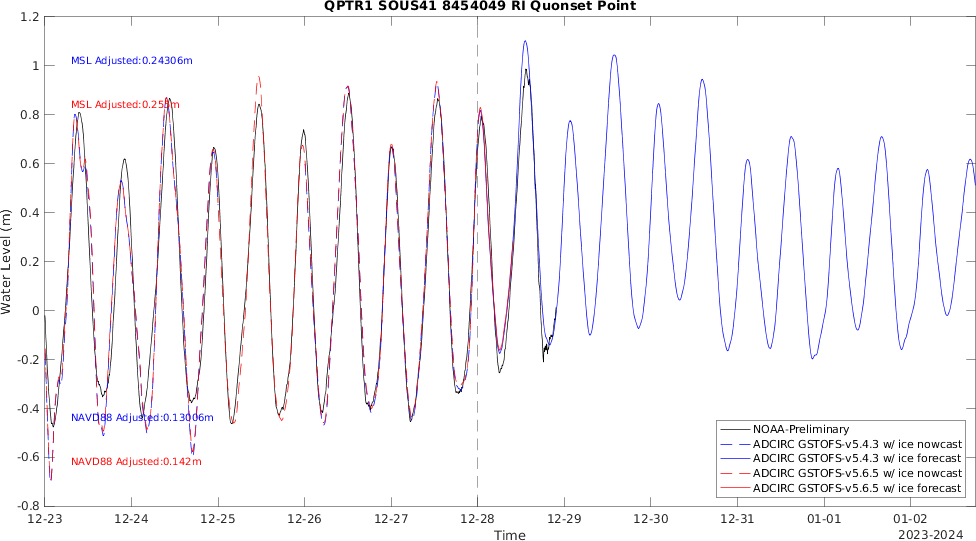 QPTR1 SOUS41 8454049 RI Quonset Point
1.2
1
0.8
0.6
0.4
0.2
0
-0.2
-0.4
-0.6
-0.8
Water Level (m)
MSL Adjusted:0.24306m
MSL Adjusted:0.255m
NAVD88 Adjusted:0.13006m
NAVD88 Adjusted:0.142m
NOAA-Preliminary
ADCIRC GSTOFS-v5.4.3 w/ ice nowcast
ADCIRC GSTOFS-v5.4.3 w/ ice forecast
ADCIRC GSTOFS-v5.6.5 w/ ice nowcast
ADCIRC GSTOFS-v5.6.5 w/ ice forecast
12-23 12-24 12-25 12-26 12-27 12-28 12-29 12-30 12-31 01-01 01-02
Time
2023-2024